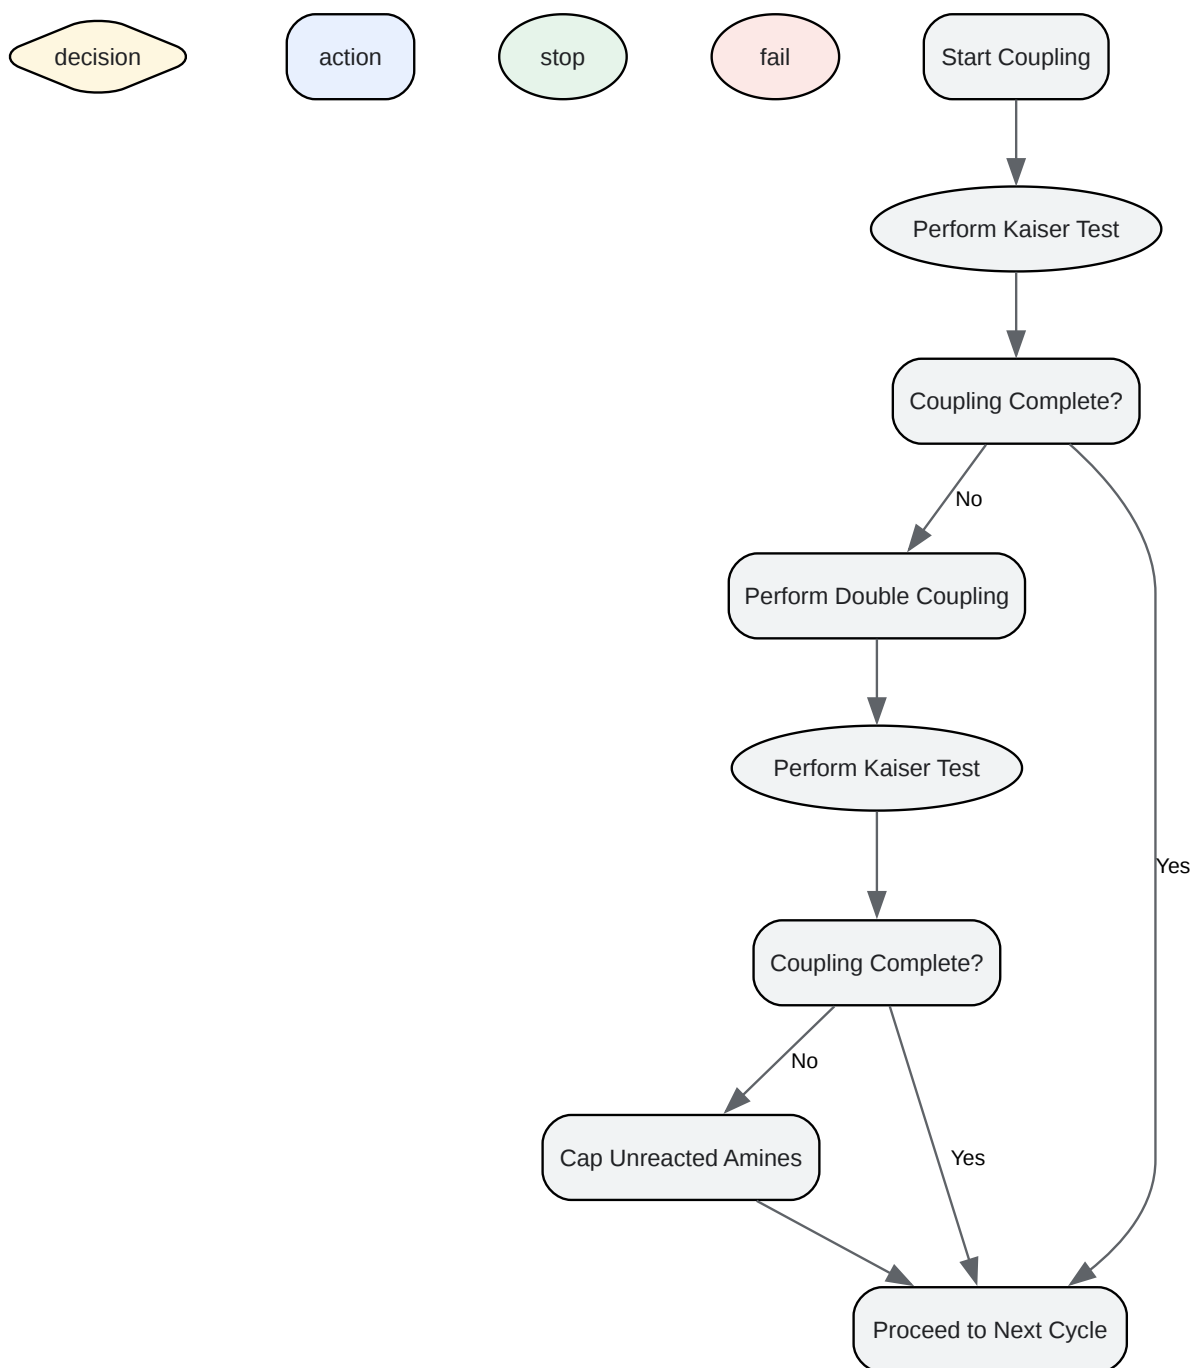 decision
action
stop
fail
Start Coupling
Perform Kaiser Test
Coupling Complete?
No
Perform Double Coupling
Perform Kaiser Test
Yes
Coupling Complete?
No
Cap Unreacted Amines
Yes
Proceed to Next Cycle